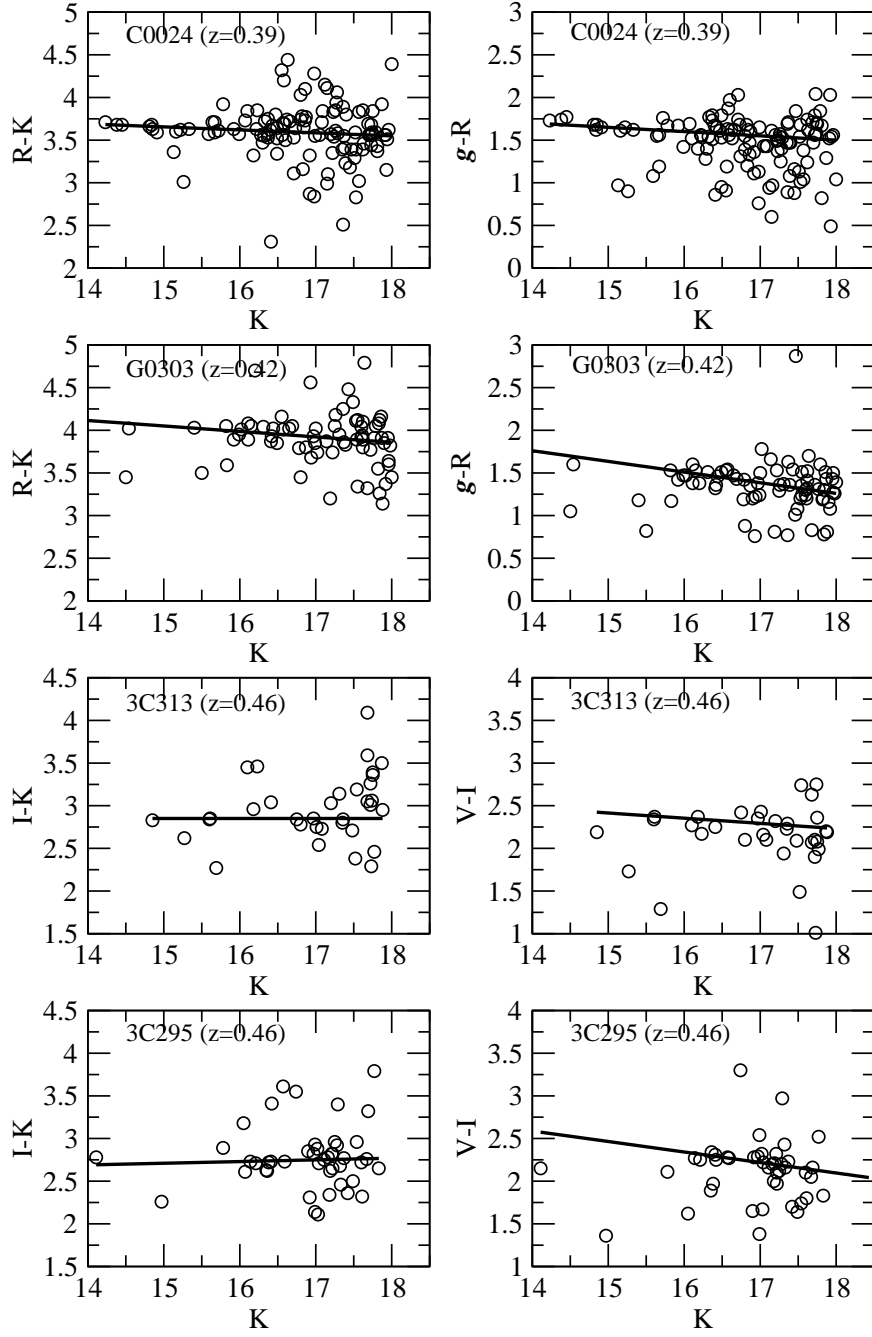 5
4.5
4
3.5
3
2.5
2
R-K
C0024 (z=0.39)
14 15 16 17 18
K
3
2.5
2
1.5
1
0.5
0
g-R
C0024 (z=0.39)
14 15 16 17 18
K
5
4.5
4
3.5
3
2.5
2
R-K
G0303 (z=0.42)
14 15 16 17 18
K
3
2.5
2
1.5
1
0.5
0
g-R
G0303 (z=0.42)
14 15 16 17 18
K
4.5
4
3.5
3
2.5
2
1.5
I-K
3C313 (z=0.46)
14 15 16 17 18
K
4
3.5
3
2.5
2
1.5
1
V-I
3C313 (z=0.46)
14 15 16 17 18
K
4.5
4
3.5
3
2.5
2
1.5
I-K
3C295 (z=0.46)
14 15 16 17 18
K
4
3.5
3
2.5
2
1.5
1
V-I
3C295 (z=0.46)
14 15 16 17 18
K